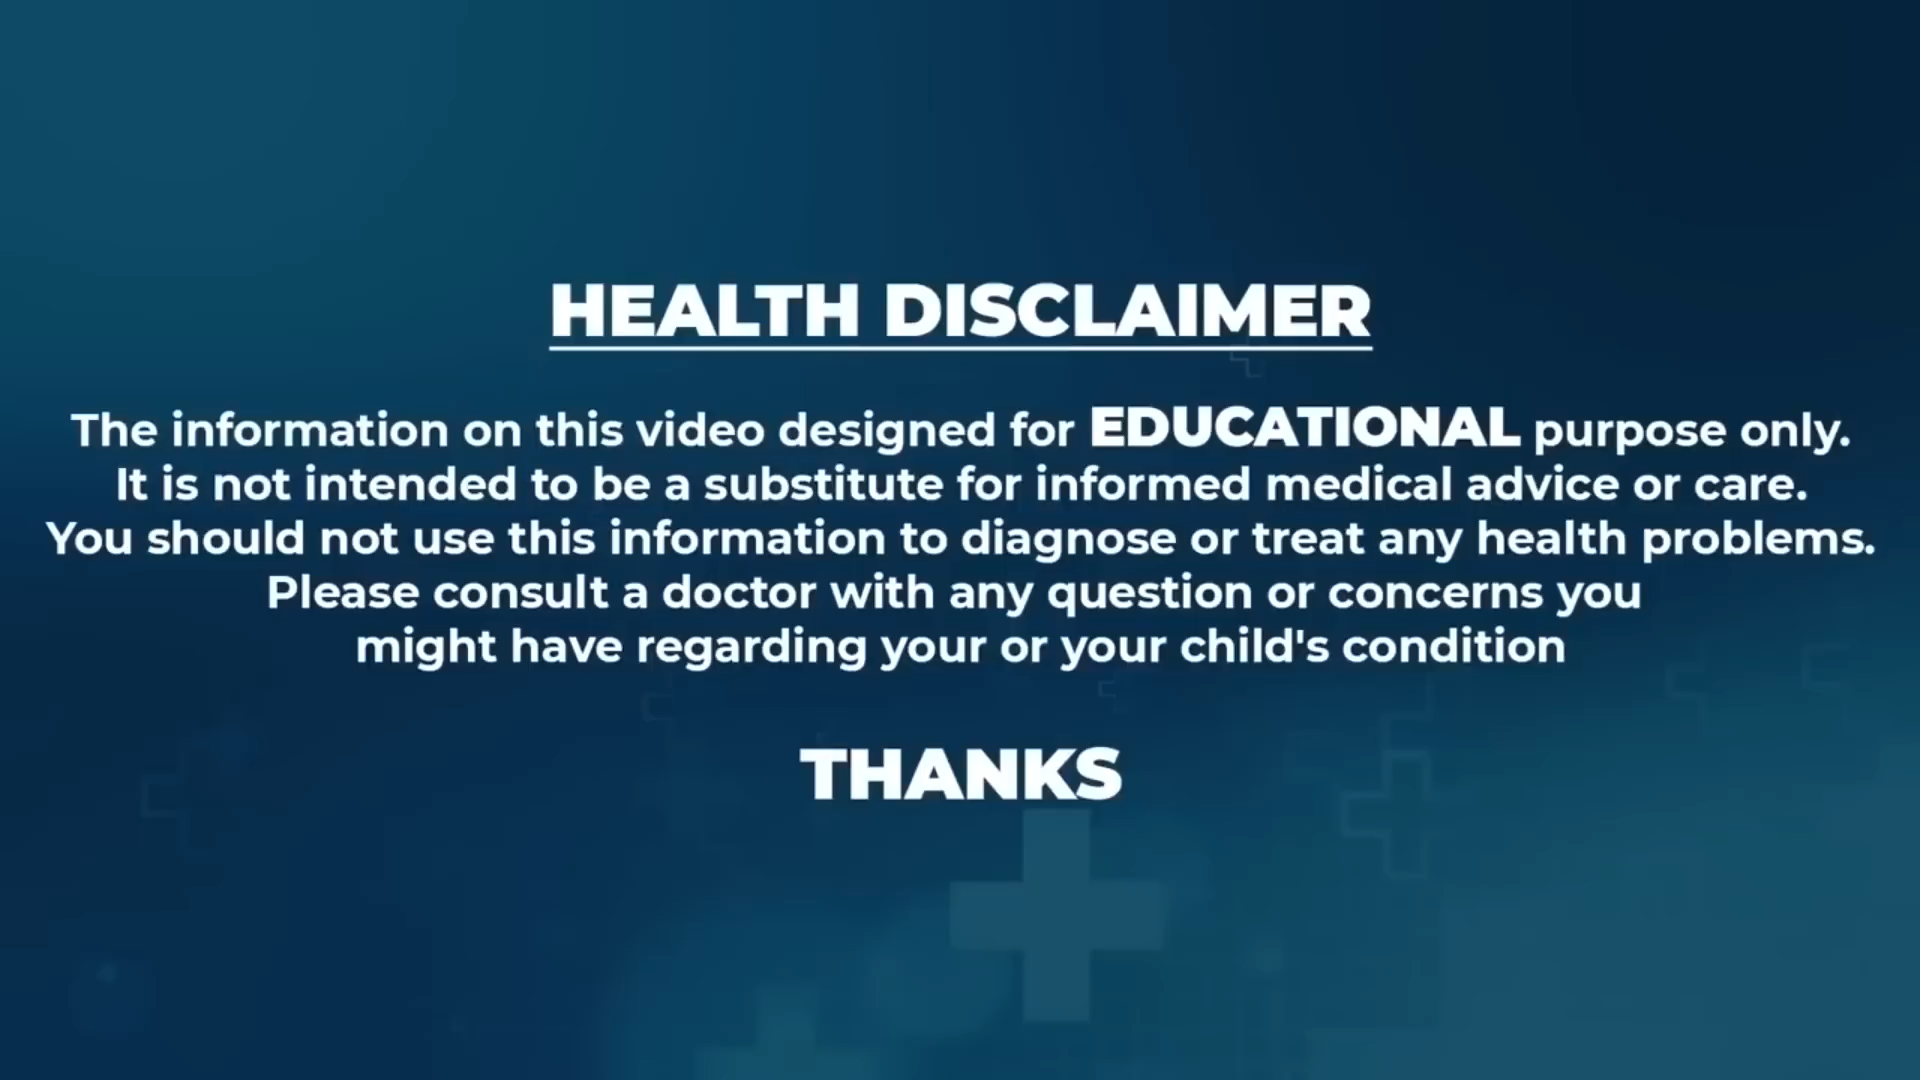 HEALTH DISCLAIMER
The information on this video designed for EDUCATIONAL purpose only.
It is not intended to be a substitute for informed medical advice or care.
You should not use this information to diagnose or treat any health problems.
Please consult a doctor with any question or concerns you
might have regarding your or your child's condition
THANKS